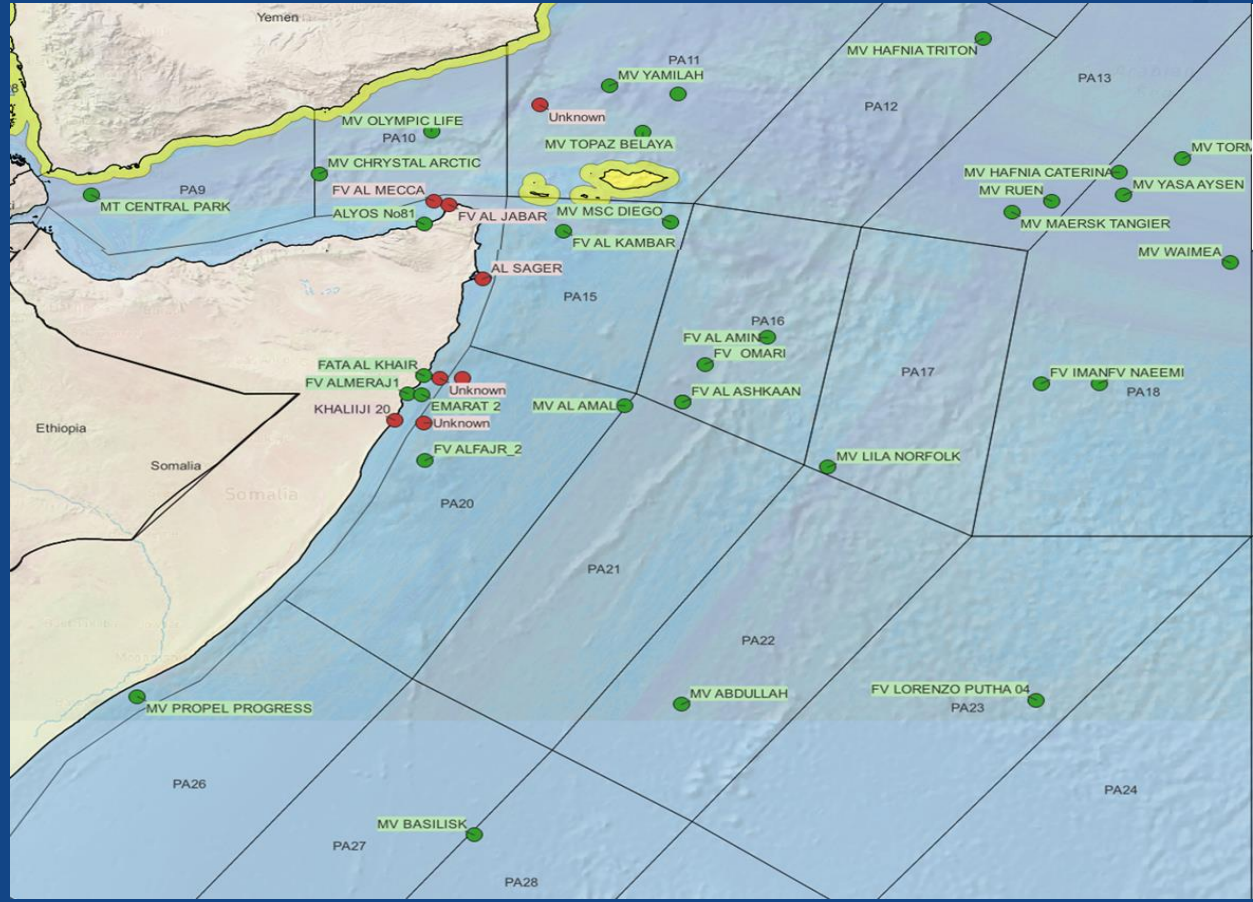 Yemen
MV HAFNIA TRITON
PA11
MV YAMILAH
PA13
PA12
Unknown
MV OLYMPIC LIFE
PA10
MV TOPAZ BELAYA
MV TORM
MV CHRYSTAL ARCTIC
MV HAFNIA CATERINA
MV YASA AYSEN
PA9
FV AL MECCA
MV RUEN
MT CENTRAL PARK
ALYOS No81
FV AL JABAR
MV MSC DIEGO
MV MAERSK TANGIER
FV AL KAMBAR
MV WAIMEA
AL SAGER
PA15
PA16
FV AL AMIN
FV OMARI
FATA AL KHAIR
PA17
FV IMAN
FV NAEEMI
FV ALMERAJ1
Unknown
FV AL ASHKAAN
PA18
KHALIIJI 20
EMARAT 2
MV AL AMAL
Unknown
Ethiopia
FV ALFAJR_2
MV LILA NORFOLK
Somalia
Somalia
PA20
PA21
PA22
FV LORENZO PUTHA 04
MV ABDULLAH
MV PROPEL PROGRESS
PA23
PA26
PA24
MV BASILISK
PA27
PA28